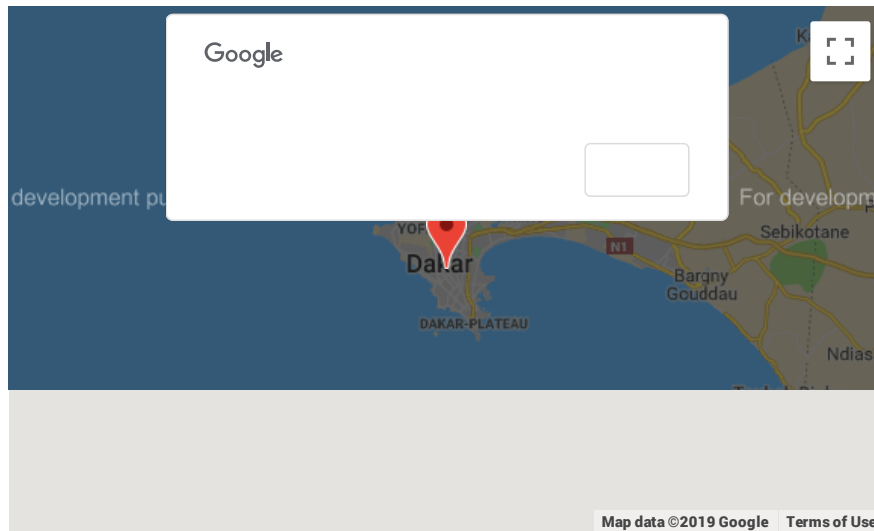 Google
development pu
For developm
YOF
N1
Sebikotane
Dakar
Bargny
Gouddau
DAKAR-PLATEAU
Ndias
Map data ©2019 Google Terms of Use